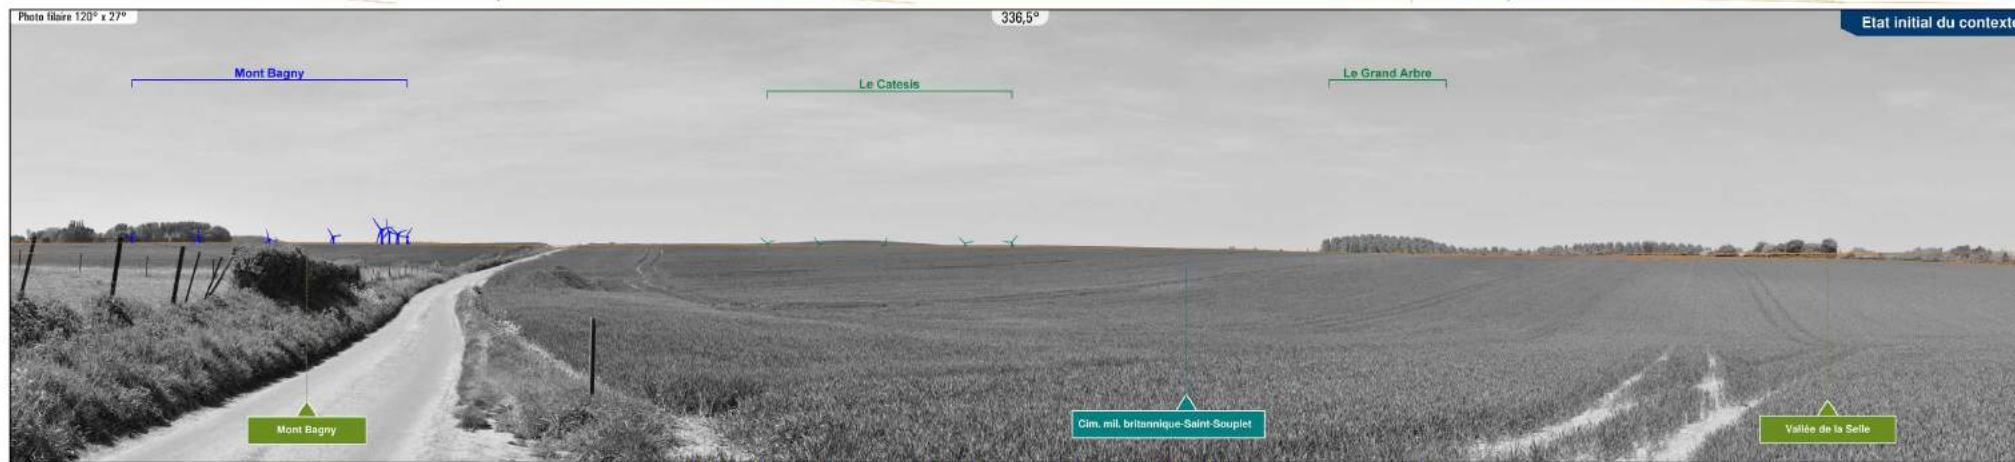 Photo filaire 120° x 27°
336,5°
Etat initial du contexte
Mont Bagny
Le Catesis
Le Grand Arbre
Mont Bagny
Cim. mil. britannique-Saint-Souplet
Vallée de la Selle